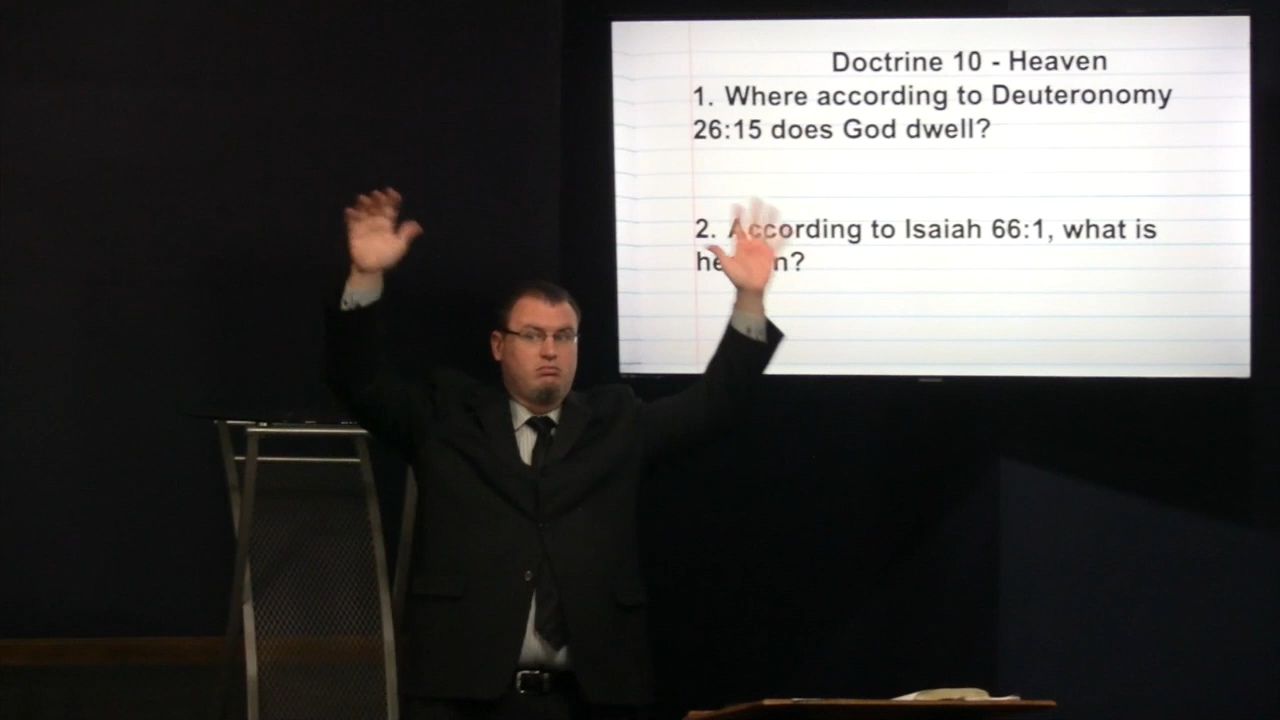 Doctrine 10 - Heaven
1. Where according to Deuteronomy
26:15 does God dwell?
2. According to Isaiah 66:1, what is
heaven?